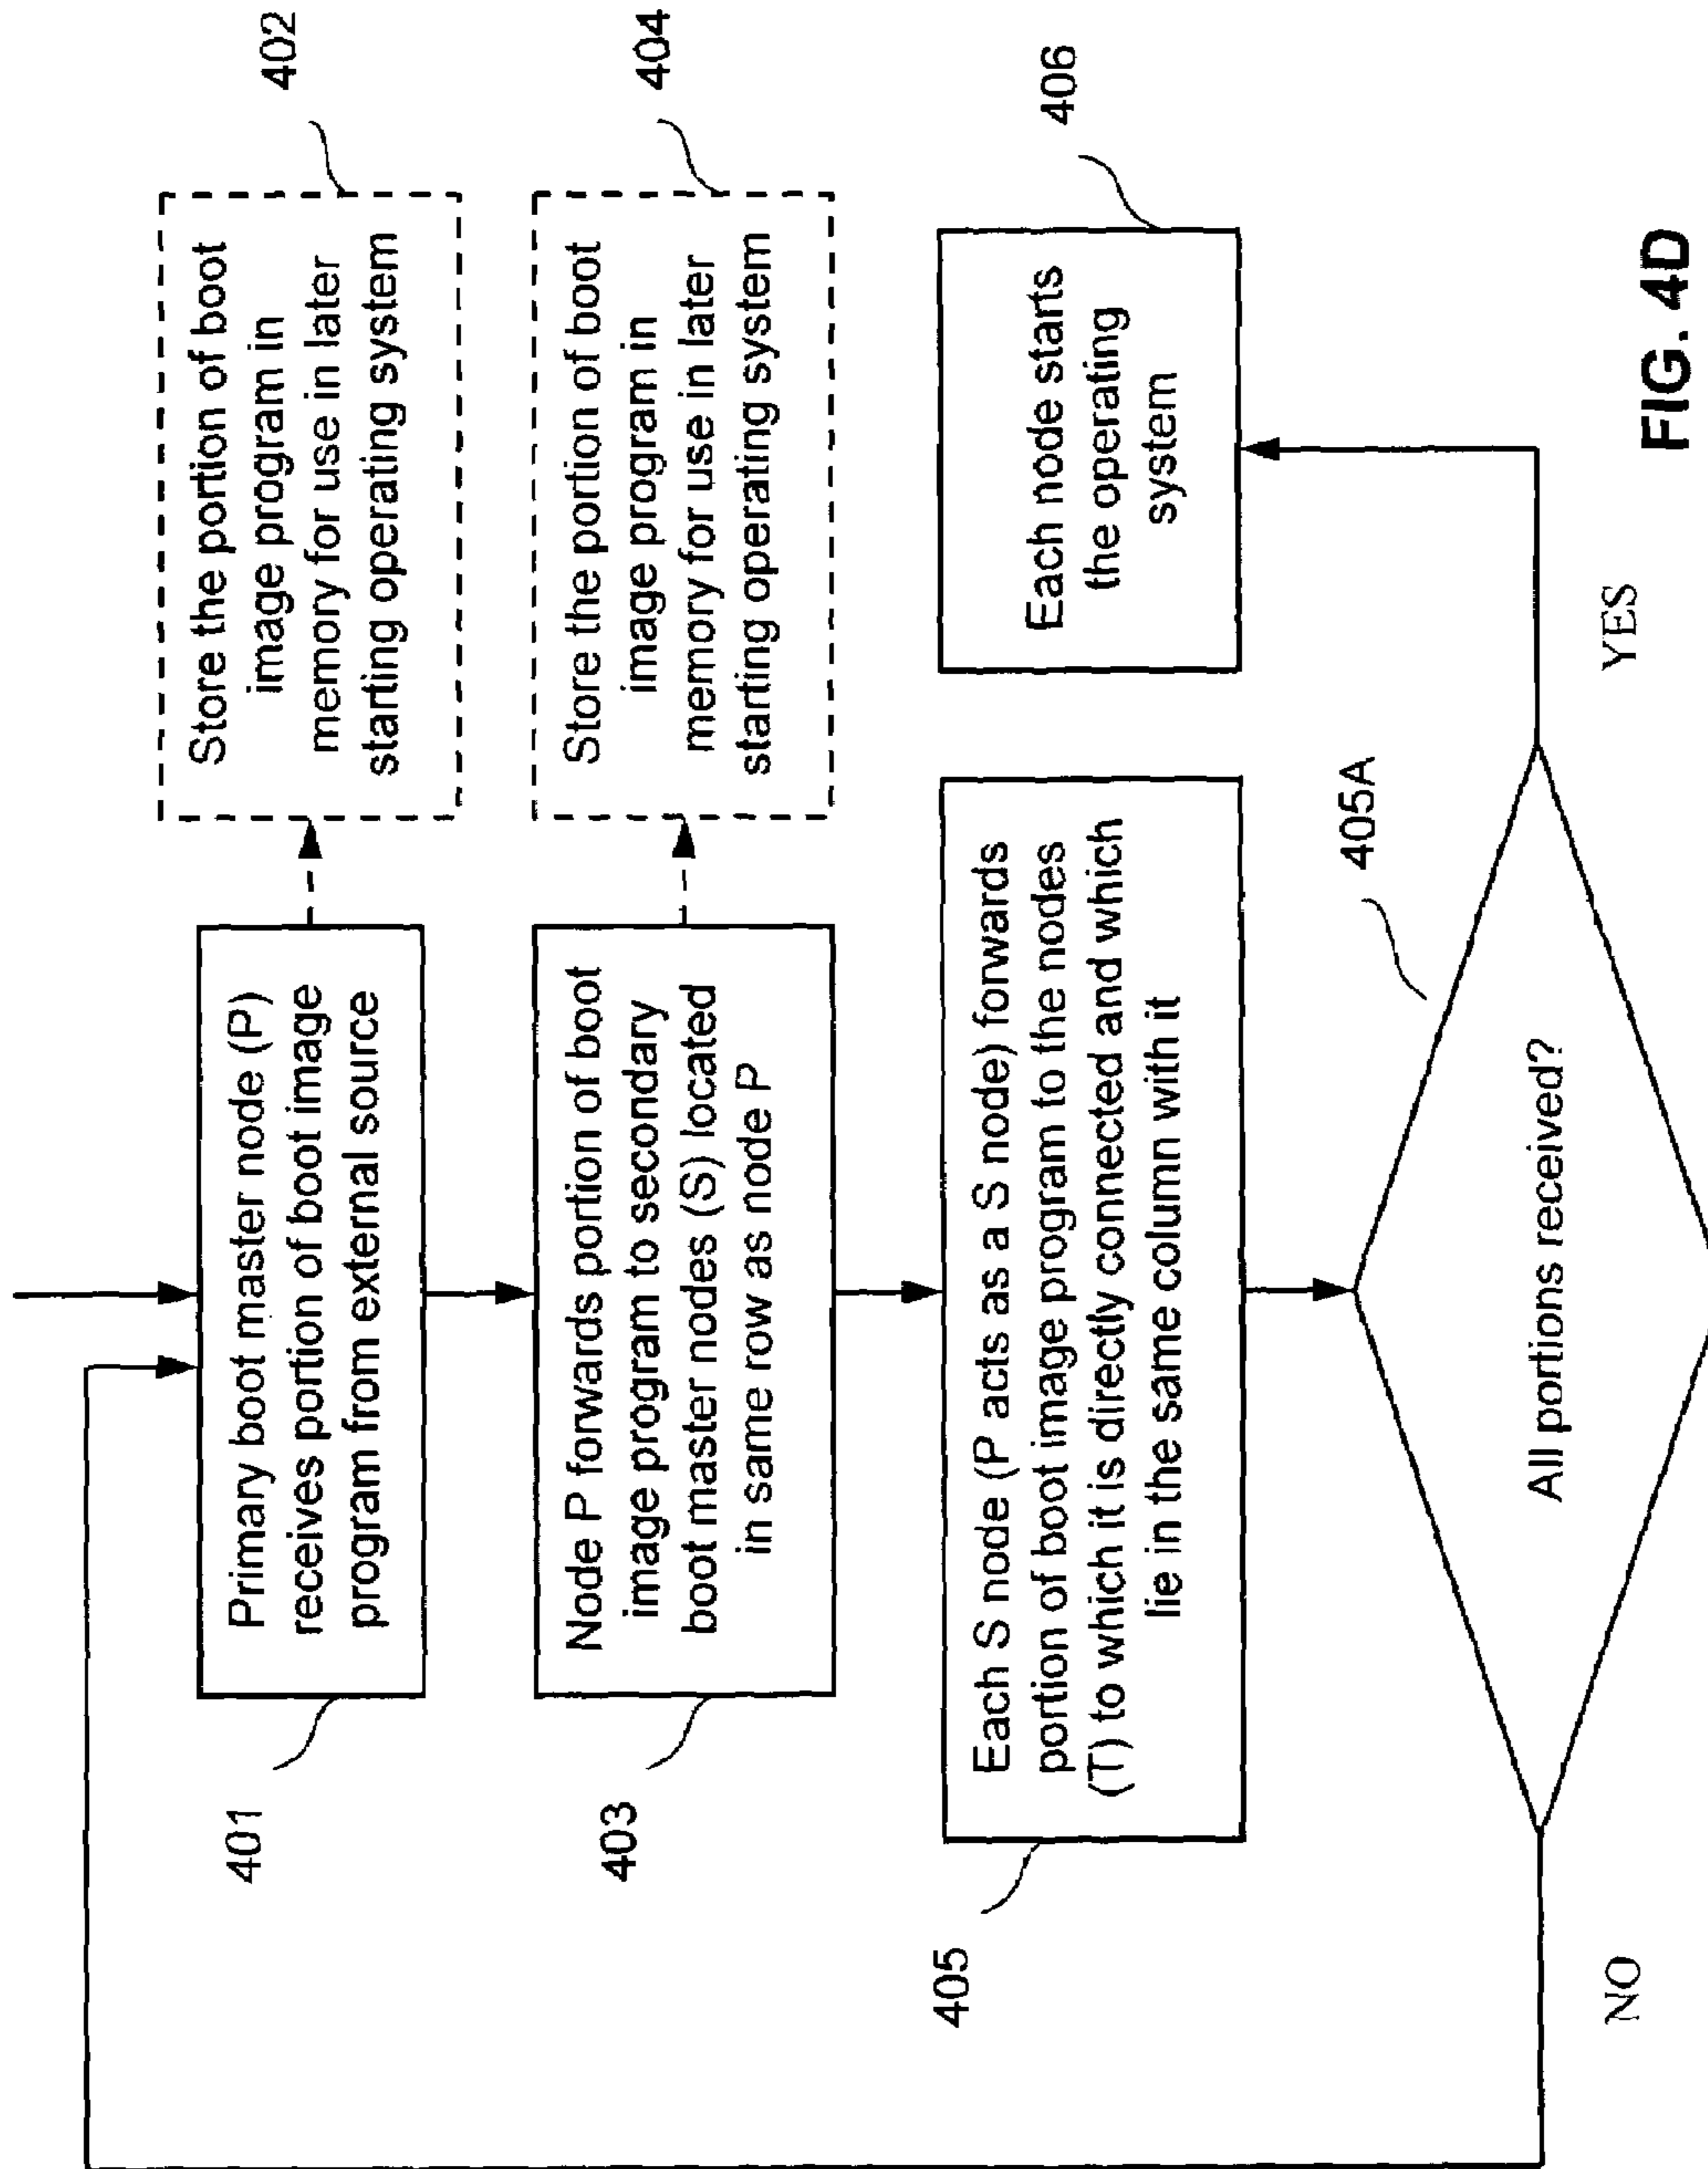 401
Primary boot master node (P)
receives portion of boot image
program from external source
Store the portion of boot
image program in
memory for use in later
starting operating system
402
403
Node P forwards portion of boot
image program to secondary
boot master nodes (S) located
in same row as node P
Store the portion of boot
image program in
memory for use in later
starting operating system
404
405
Each S node (P acts as a S node) forwards
portion of boot image program to the nodes
(T) to which it is directly connected and which
lie in the same column with it
Each node starts
the operating
system
406
405A
All portions received?
NO
YES
FIG. 4D